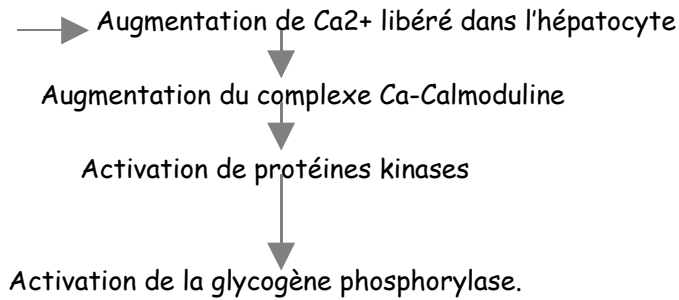 Augmentation de Ca2+ libéré dans l'hépatocyte
Augmentation du complexe Ca-Calmoduline
Activation de protéines kinases
Activation de la glycogène phosphorylase.